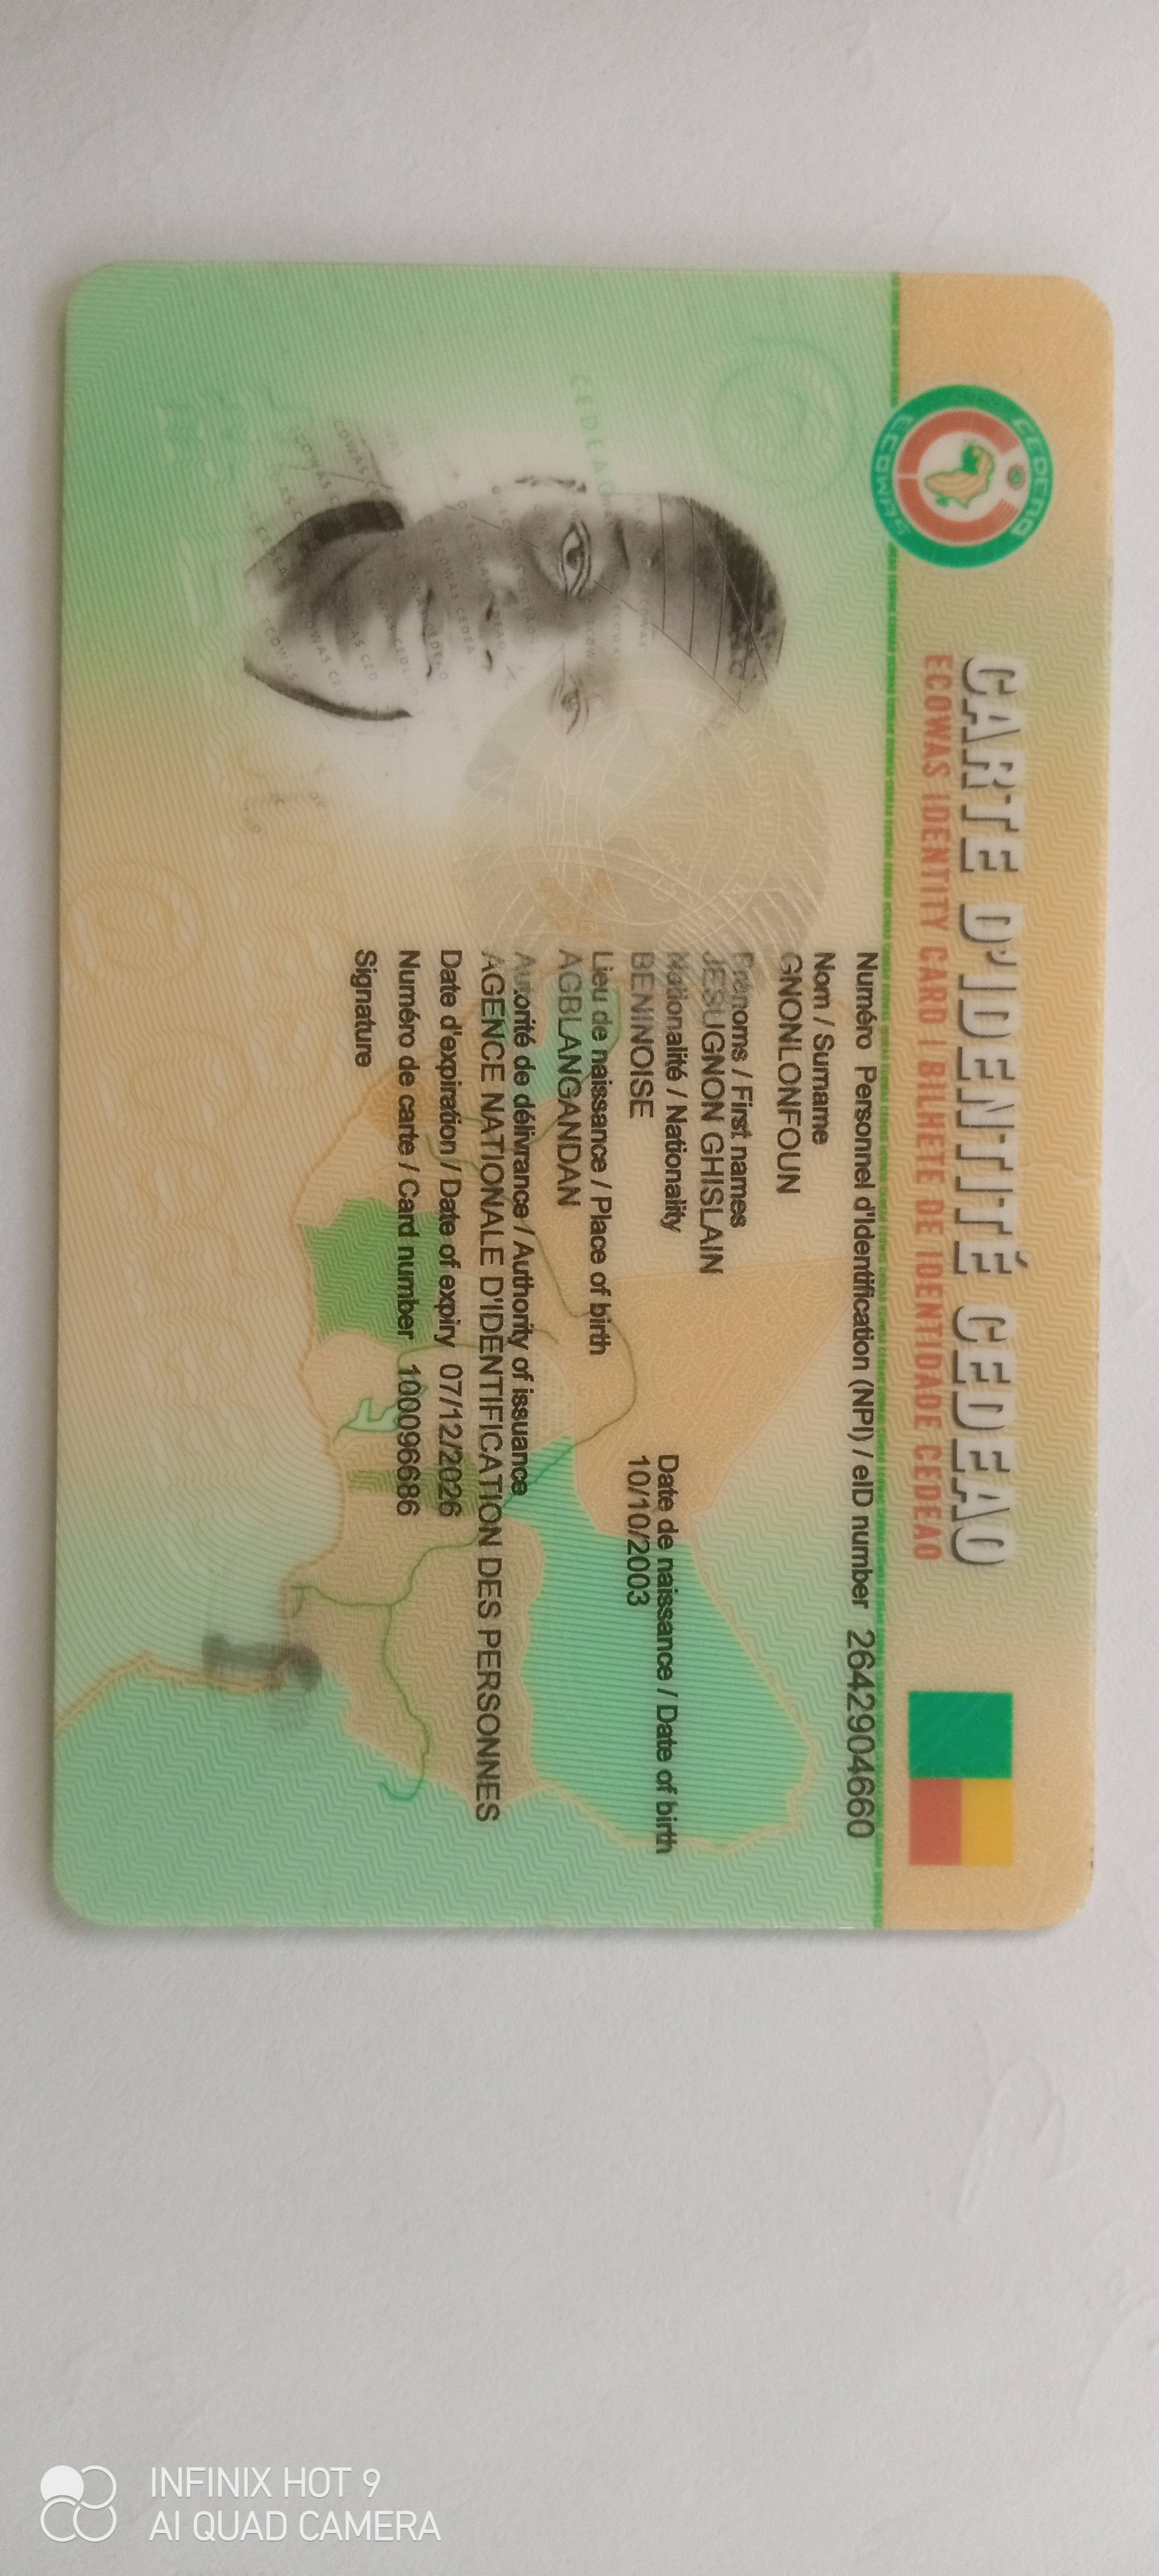 CARTE D'IDENTITÉ CEDEAO
ECOWAS IDENTITY CARD | BILHETE DE IDENTIDADE CEDEAO
CEDEAO
ECOWAS
Numéro Personnel d'Identification (NPI) / eID number 2642904660
Nom / Surname
GNONLONFOUN
Prénoms / First names
JESUGNON GHISLAIN
Nationalité / Nationality
Date de naissance / Date of birth
BENINOISE
10/10/2003
Lieu de naissance / Place of birth
AGBLANGANDAN
Autorité de délivrance / Authority of issuance
AGENCE NATIONALE D'IDENTIFICATION DES PERSONNES
Date d'expiration / Date of expiry 07/12/2026
Numéro de carte / Card number 100096686
Signature
CEDEAO
INFINIX HOT 9
AI QUAD CAMERA